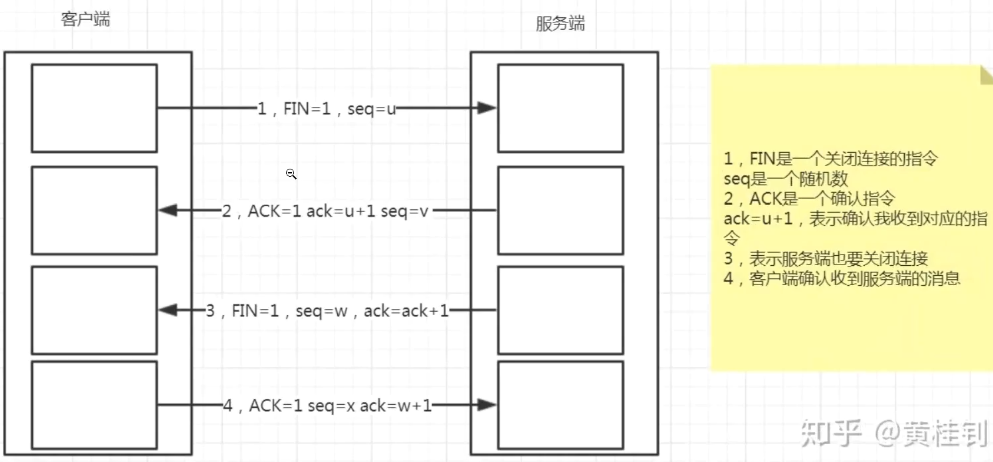 客户端
服务端
1，FIN=1，seq=u
2，ACK=1 ack=u+1 seq=v
3，FIN=1，seq=w，ack=ack+1
4，ACK=1 seq=x ack=w+1
1，FIN是一个关闭连接的指令
seq是一个随机数
2，ACK是一个确认指令
ack=u+1，表示确认我收到对应的指
令
3，表示服务端也要关闭连接
4，客户端确认收到服务端的消息
知乎 @黄桂钊